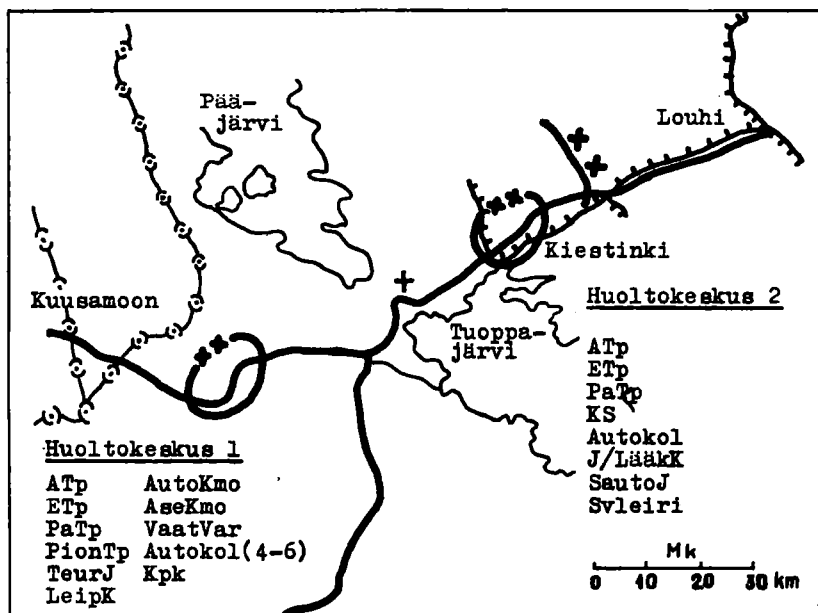 Pää-
järvi
Louhi
Kiestinki
Kuusamoon
Tuoppa-
järvi
Huoltokeskus 1
ATp AutoKmo
ETp AseKmo
PaTp VaatVar
PionTp Autokol(4-6)
TeurJ Kpk
LeipK
Huoltokeskus 2
ATp
ETp
PaTp
KS
Autokol
J/LääkK
SautoJ
Svleiri
Mk
0 10 20 30 km